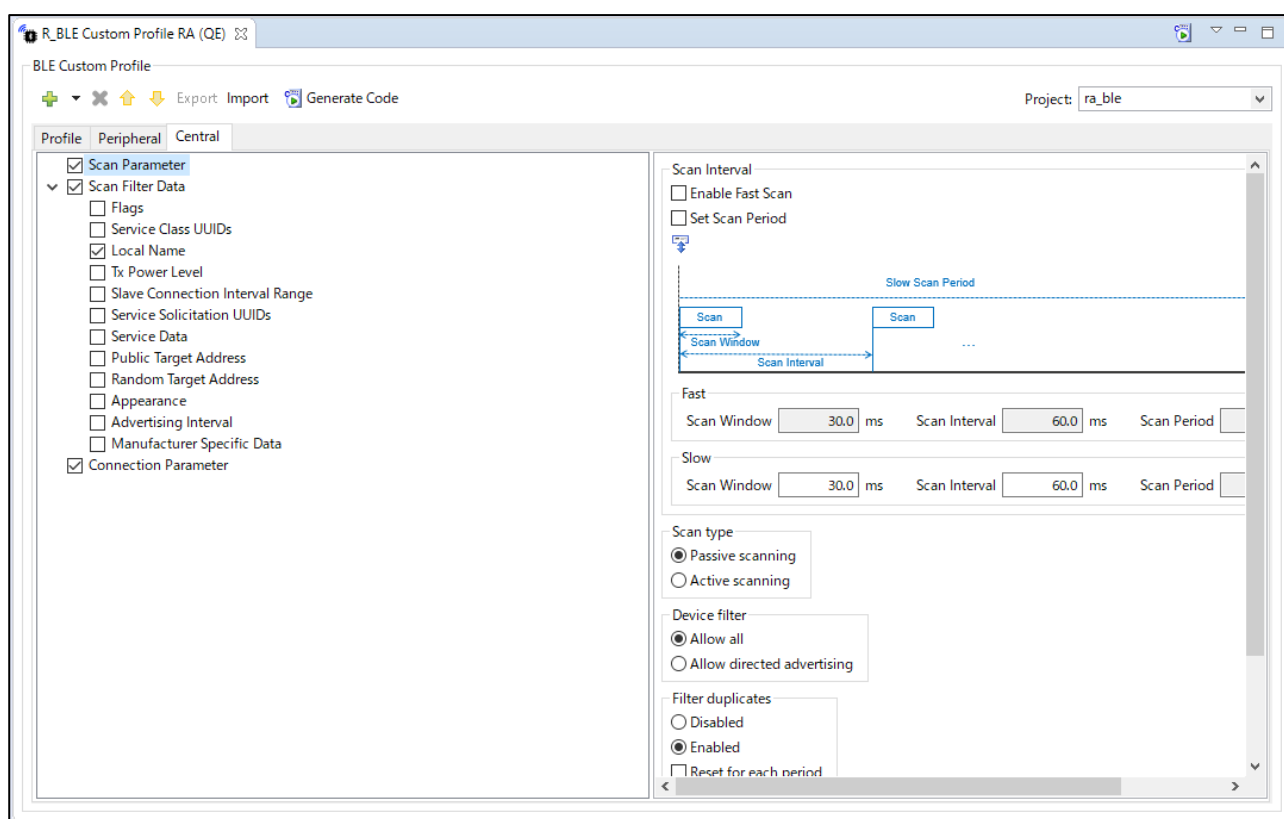 R_BLE Custom Profile RA (QE)
BLE Custom Profile
Export Import Generate Code Project: ra_ble
Profile Peripheral Central
Scan Parameter
Scan Filter Data
Flags
Service Class UUIDs
Local Name
Tx Power Level
Slave Connection Interval Range
Service Solicitation UUIDs
Service Data
Public Target Address
Random Target Address
Appearance
Advertising Interval
Manufacturer Specific Data
Connection Parameter
Scan Interval
Enable Fast Scan
Set Scan Period
Slow Scan Period
Scan Scan
Scan Window ...
Scan Interval
Fast
Scan Window 30.0 ms Scan Interval 60.0 ms Scan Period
Slow
Scan Window 30.0 ms Scan Interval 60.0 ms Scan Period
Scan type
Passive scanning
Active scanning
Device filter
Allow all
Allow directed advertising
Filter duplicates
Disabled
Enabled
Reset for each period